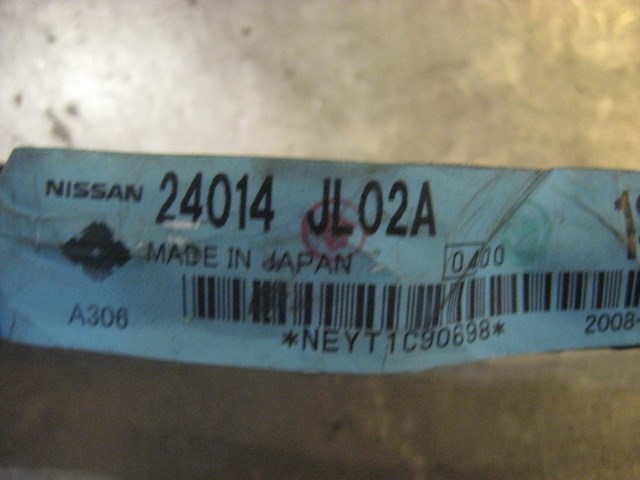 NISSAN 24014 JL02A
MADE IN JAPAN 0400
A306
*NEYT1C90698* 2008-